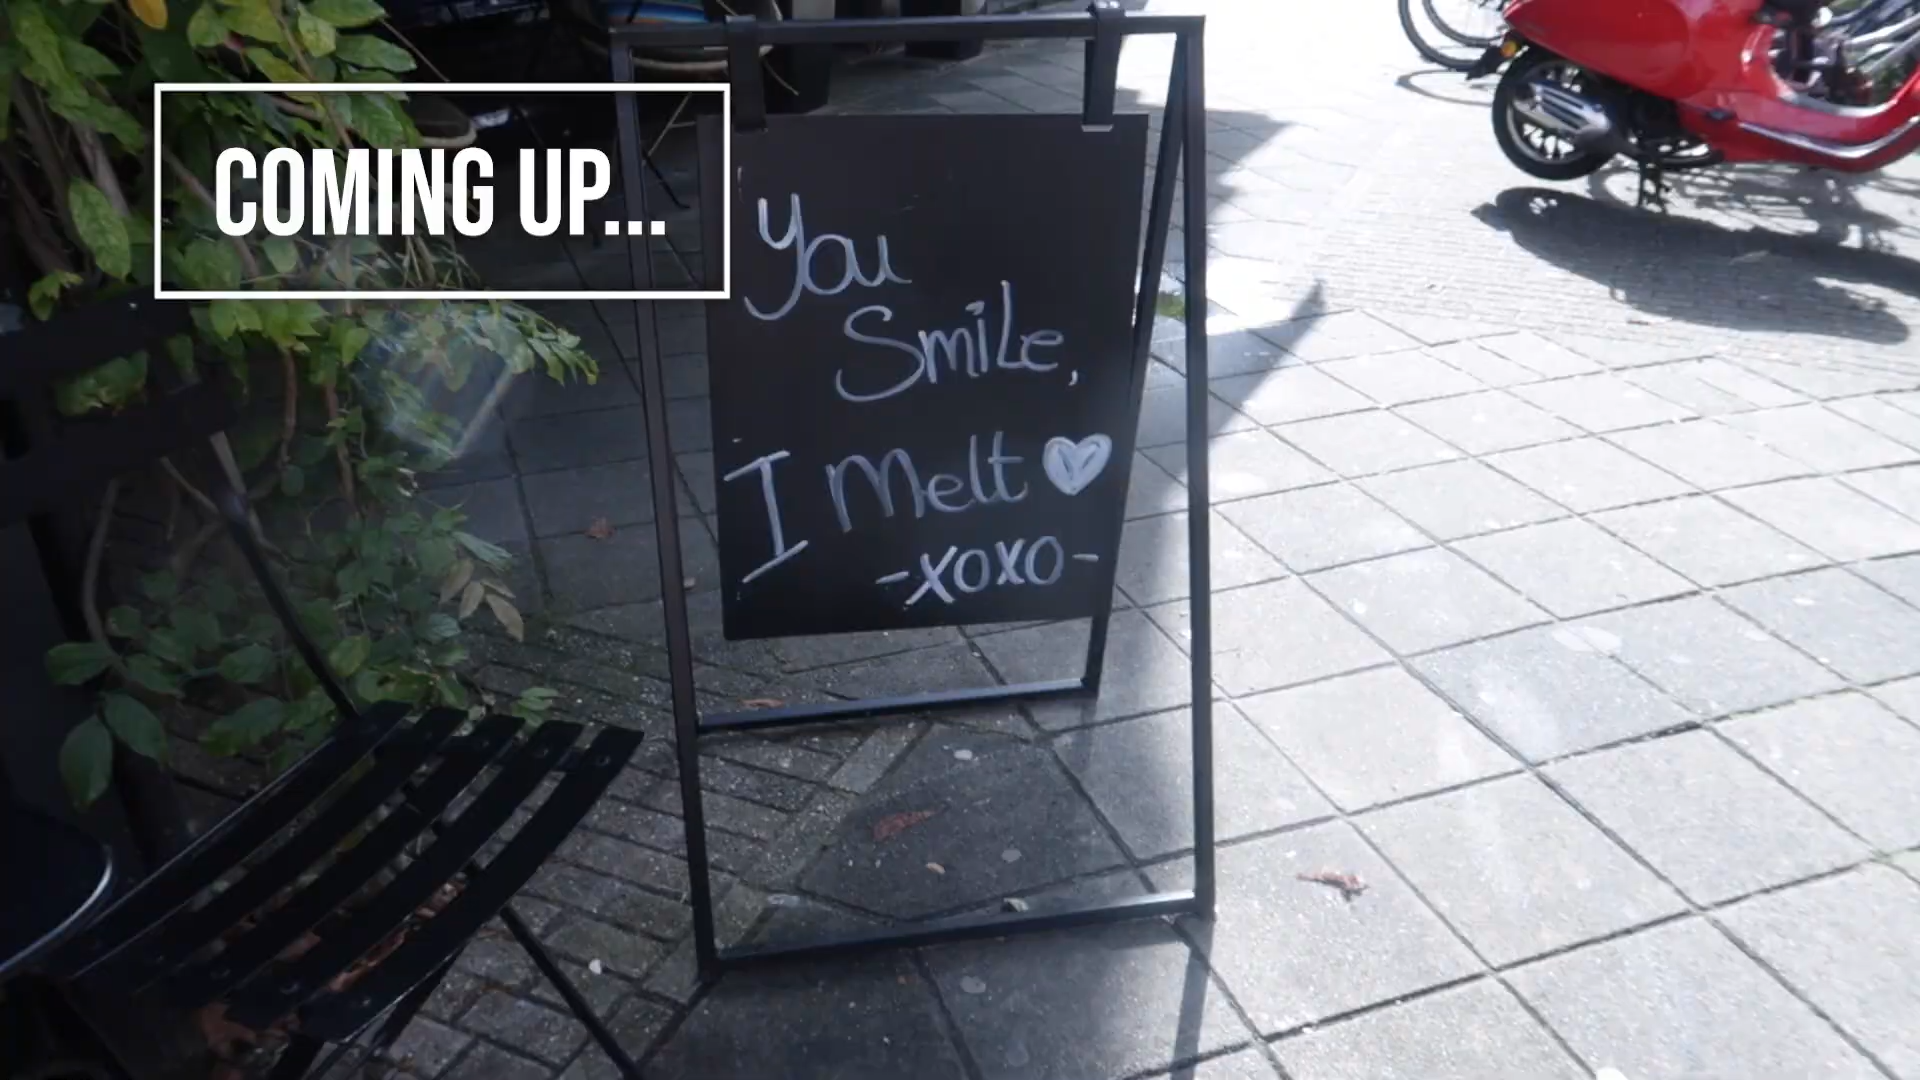 COMING UP...
You
Smile,
I Melt ♥
-xoxo-